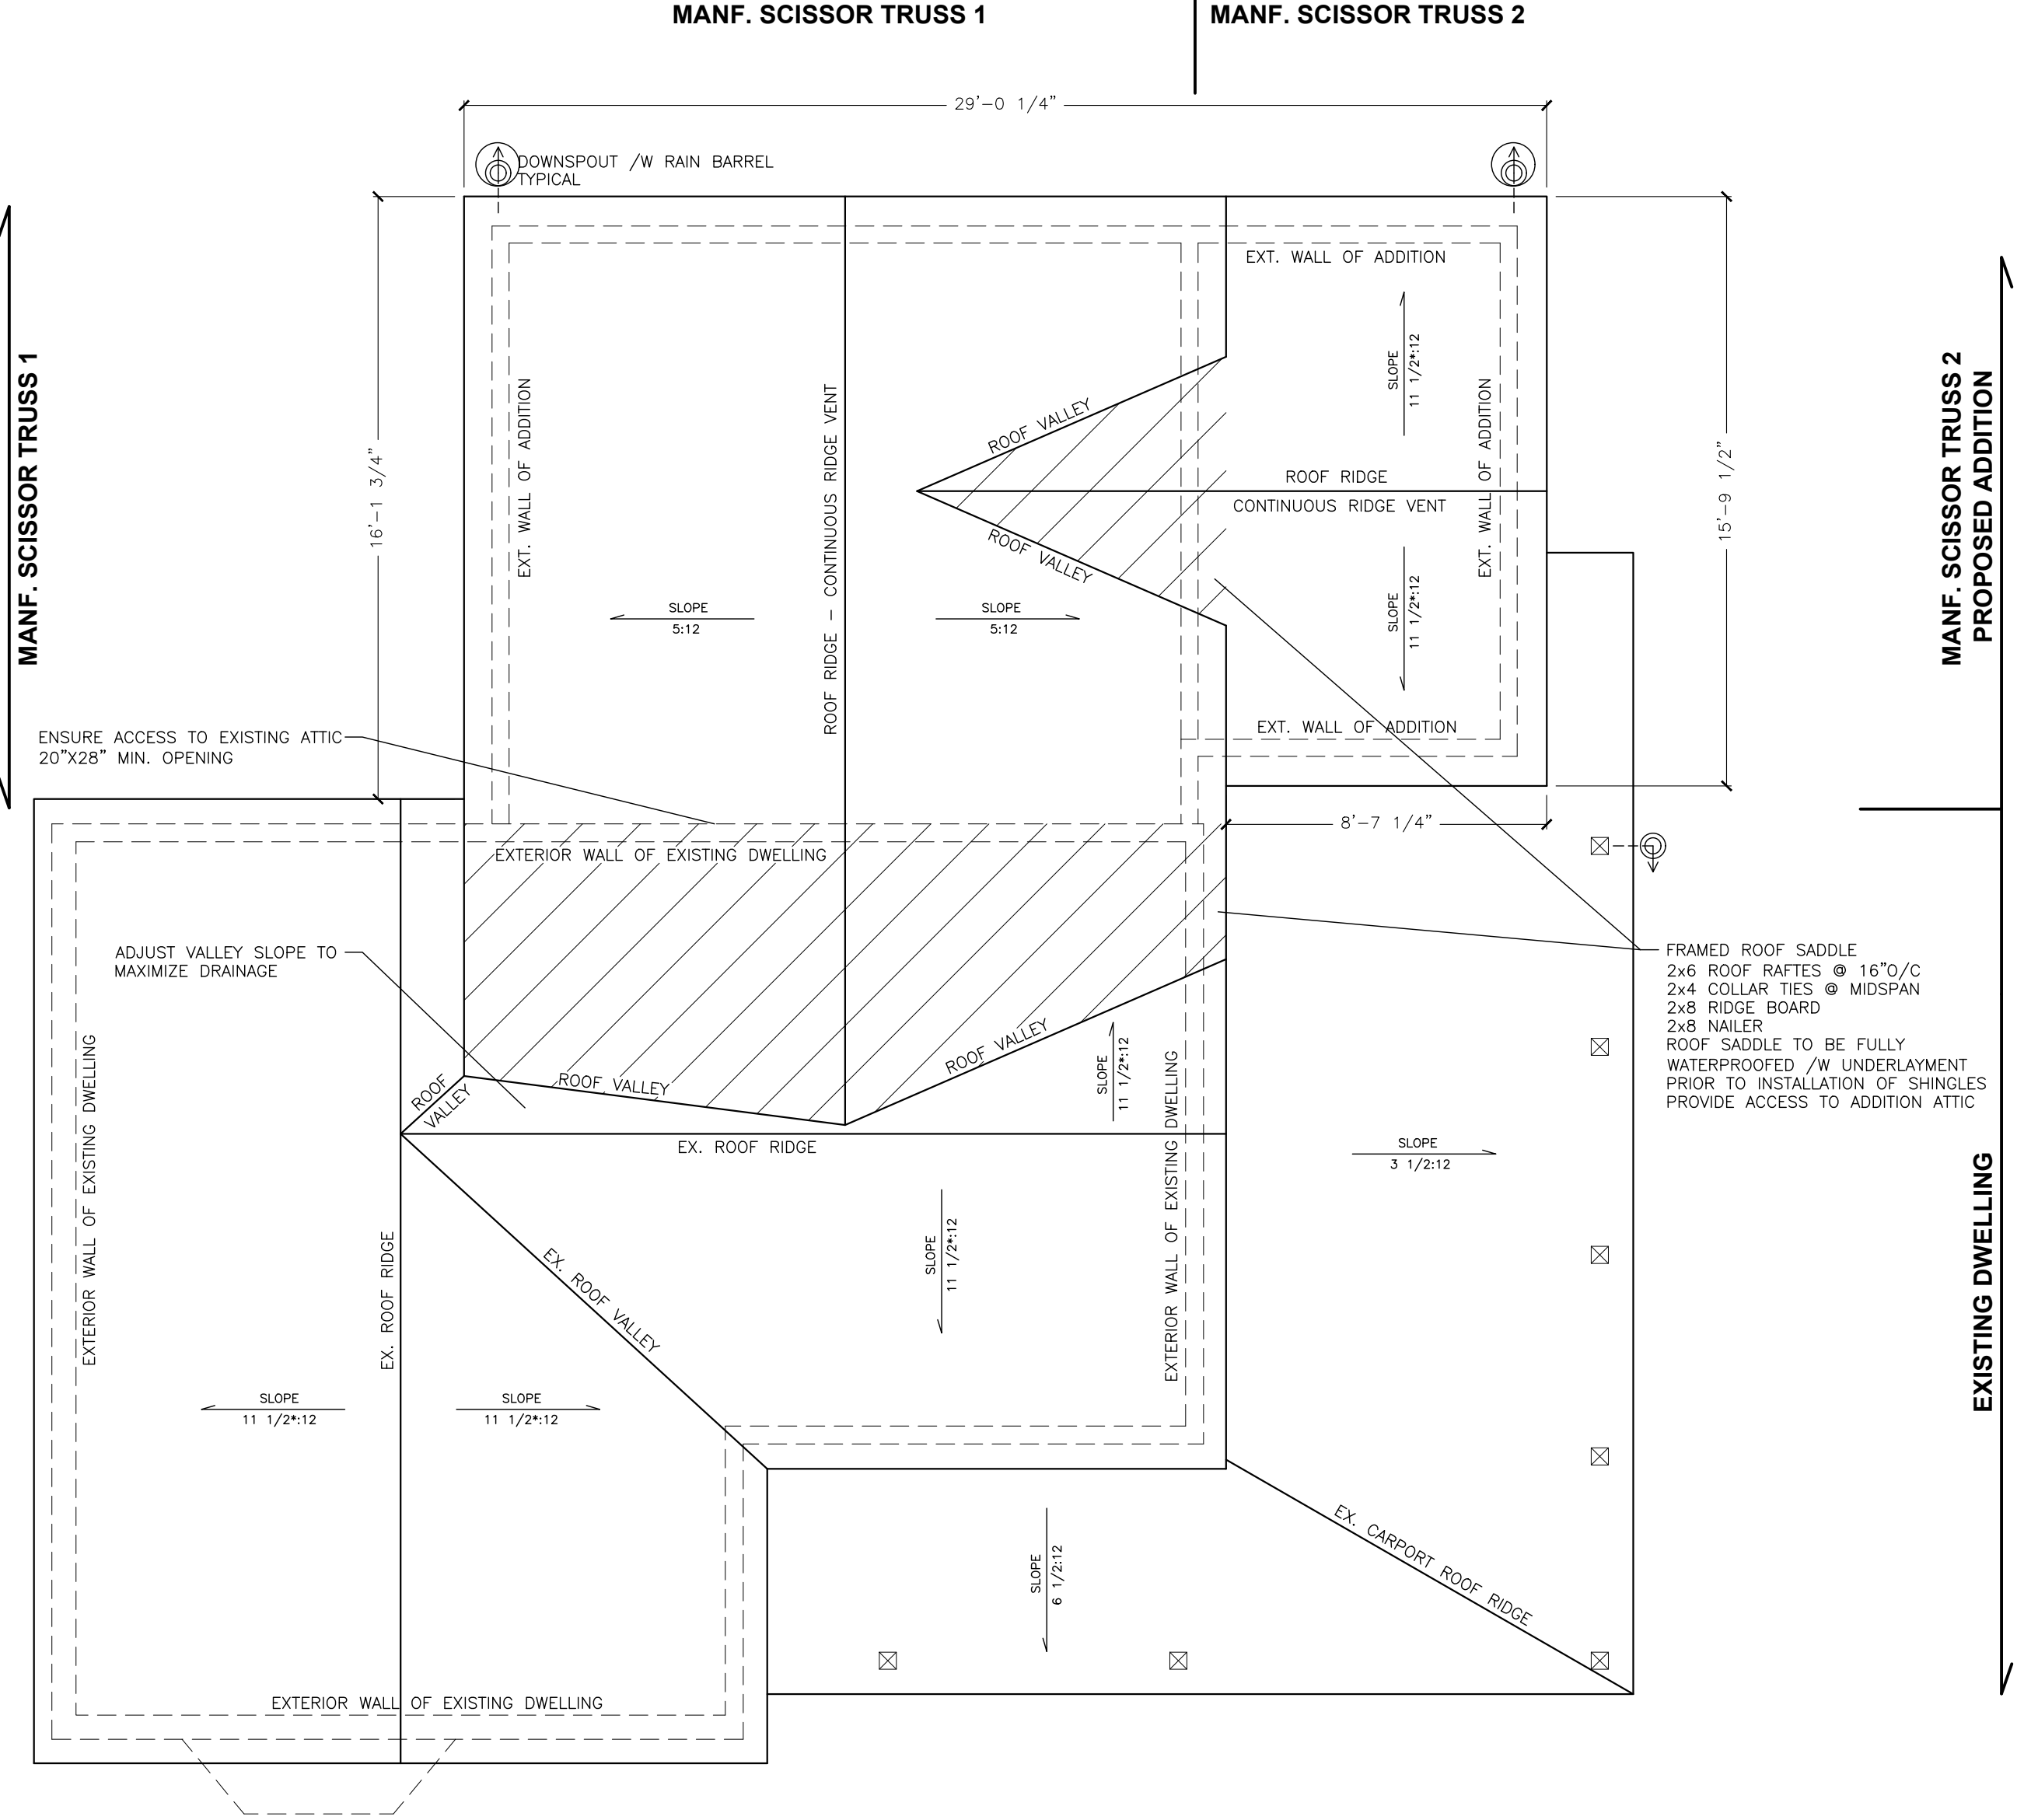 MANF. SCISSOR TRUSS 1
MANF. SCISSOR TRUSS 2
29'-0 1/4"
DOWNSPOUT /W RAIN BARREL
TYPICAL
MANF. SCISSOR TRUSS 1
16'-1 3/4"
EXT. WALL OF ADDITION
ROOF RIDGE - CONTINUOUS RIDGE VENT
EXT. WALL OF ADDITION
SLOPE
11 1/2*:12
ROOF VALLEY
ROOF RIDGE
CONTINUOUS RIDGE VENT
ROOF VALLEY
EXT. WALL OF ADDITION
15'-9 1/2"
MANF. SCISSOR TRUSS 2
PROPOSED ADDITION
SLOPE
5:12
SLOPE
5:12
SLOPE
11 1/2*:12
EXT. WALL OF ADDITION
ENSURE ACCESS TO EXISTING ATTIC
20"X28" MIN. OPENING
8'-7 1/4"
EXTERIOR WALL OF EXISTING DWELLING
ADJUST VALLEY SLOPE TO
MAXIMIZE DRAINAGE
FRAMED ROOF SADDLE
2x6 ROOF RAFTES @ 16"O/C
2x4 COLLAR TIES @ MIDSPAN
2x8 RIDGE BOARD
2x8 NAILER
ROOF SADDLE TO BE FULLY
WATERPROOFED /W UNDERLAYMENT
PRIOR TO INSTALLATION OF SHINGLES
PROVIDE ACCESS TO ADDITION ATTIC
ROOF
VALLEY
ROOF VALLEY
ROOF VALLEY
SLOPE
11 1/2*:12
EX. ROOF RIDGE
EXTERIOR WALL OF EXISTING DWELLING
EX. ROOF RIDGE
EX. ROOF VALLEY
SLOPE
11 1/2*:12
EXTERIOR WALL OF EXISTING DWELLING
SLOPE
3 1/2:12
EXISTING DWELLING
SLOPE
11 1/2*:12
SLOPE
11 1/2*:12
SLOPE
6 1/2:12
EX. CARPORT ROOF RIDGE
EXTERIOR WALL OF EXISTING DWELLING